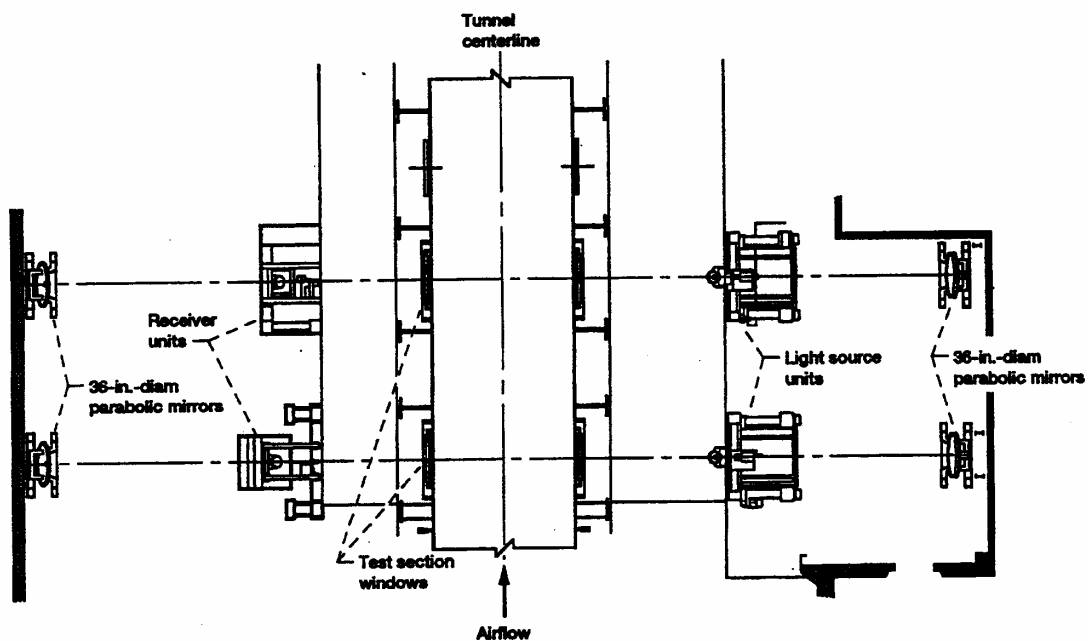 Tunnel
centerline
Receiver
units
36-in.-diam
parabolic mirrors
Light source
units
36-in.-diam
parabolic mirrors
Test section
windows
Airflow